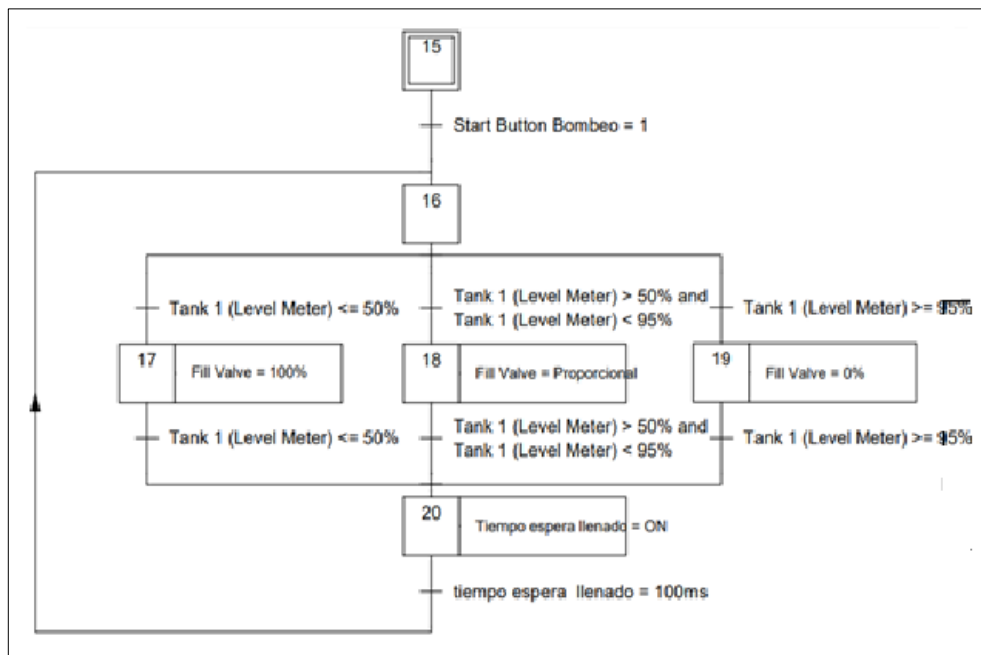 15
Start Button Bombeo = 1
16
Tank 1 (Level Meter) <= 50%
Tank 1 (Level Meter) > 50% and
Tank 1 (Level Meter) < 95%
Tank 1 (Level Meter) >= 95%
17
Fill Valve = 100%
18
Fill Valve = Proporcional
19
Fill Valve = 0%
Tank 1 (Level Meter) <= 50%
Tank 1 (Level Meter) > 50% and
Tank 1 (Level Meter) < 95%
Tank 1 (Level Meter) >= 95%
20
Tiempo espera llenado = ON
tiempo espera llenado = 100ms